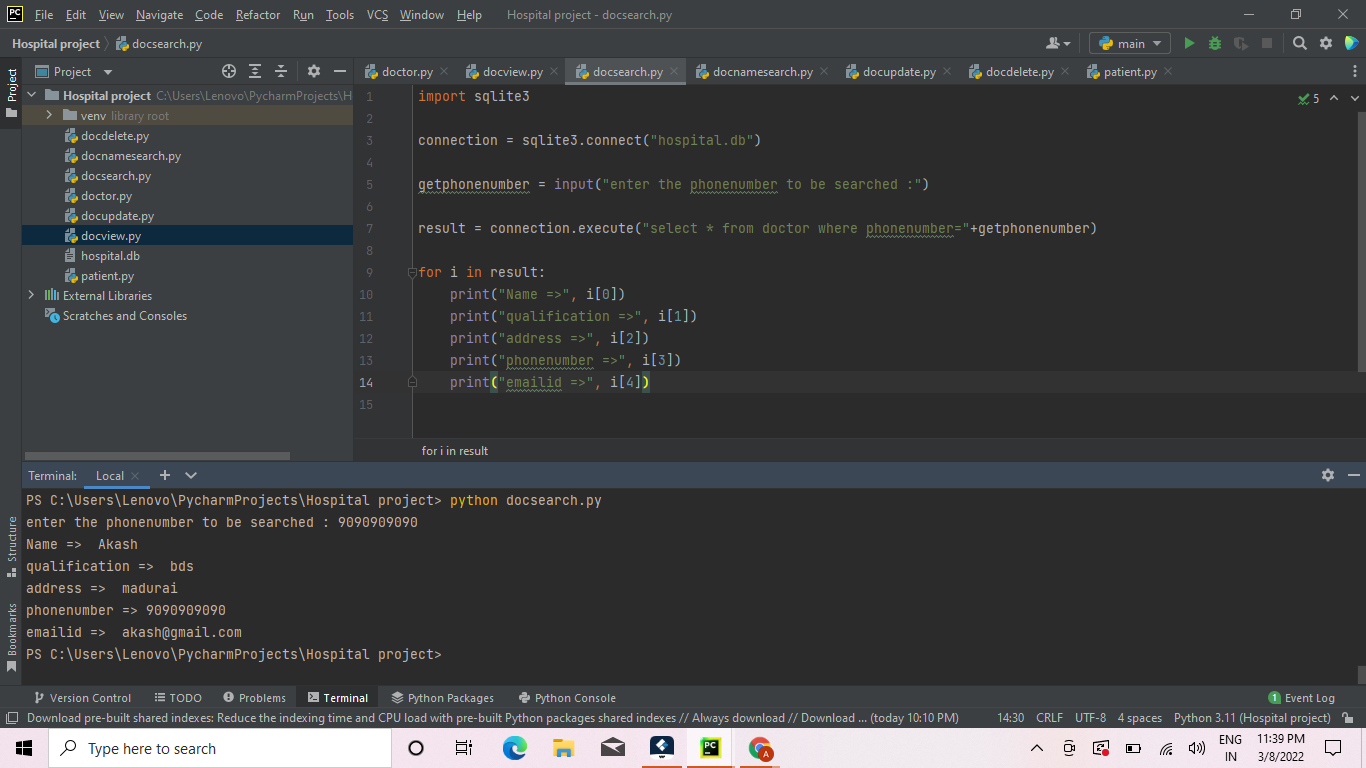 PC File Edit View Navigate Code Refactor Run Tools VCS Window Help Hospital project - docsearch.py
Hospital project docsearch.py main
Project
Project
doctor.py docview.py docsearch.py docnamesearch.py docupdate.py docdelete.py patient.py
Hospital project C:\Users\Lenovo\PycharmProjects\H
venv library root
docdelete.py
docnamesearch.py
docsearch.py
doctor.py
docupdate.py
docview.py
hospital.db
patient.py
External Libraries
Scratches and Consoles
5
1 import sqlite3
2
3 connection = sqlite3.connect("hospital.db")
4
5 getphonenumber = input("enter the phonenumber to be searched :")
6
7 result = connection.execute("select * from doctor where phonenumber="+getphonenumber)
8
9 for i in result:
10 print("Name =>", i[0])
11 print("qualification =>", i[1])
12 print("address =>", i[2])
13 print("phonenumber =>", i[3])
14 print("emailid =>", i[4])
15
for i in result
Terminal: Local
PS C:\Users\Lenovo\PycharmProjects\Hospital project> python docsearch.py
enter the phonenumber to be searched : 9090909090
Name =>  Akash
qualification =>  bds
address =>  madurai
phonenumber => 9090909090
emailid =>  akash@gmail.com
PS C:\Users\Lenovo\PycharmProjects\Hospital project>
Structure
Bookmarks
Version Control TODO Problems Terminal Python Packages Python Console 1 Event Log
Download pre-built shared indexes: Reduce the indexing time and CPU load with pre-built Python packages shared indexes // Always download // Download ... (today 10:10 PM) 14:30 CRLF UTF-8 4 spaces Python 3.11 (Hospital project)
Type here to search
PC
A
ENG
IN
11:39 PM
3/8/2022